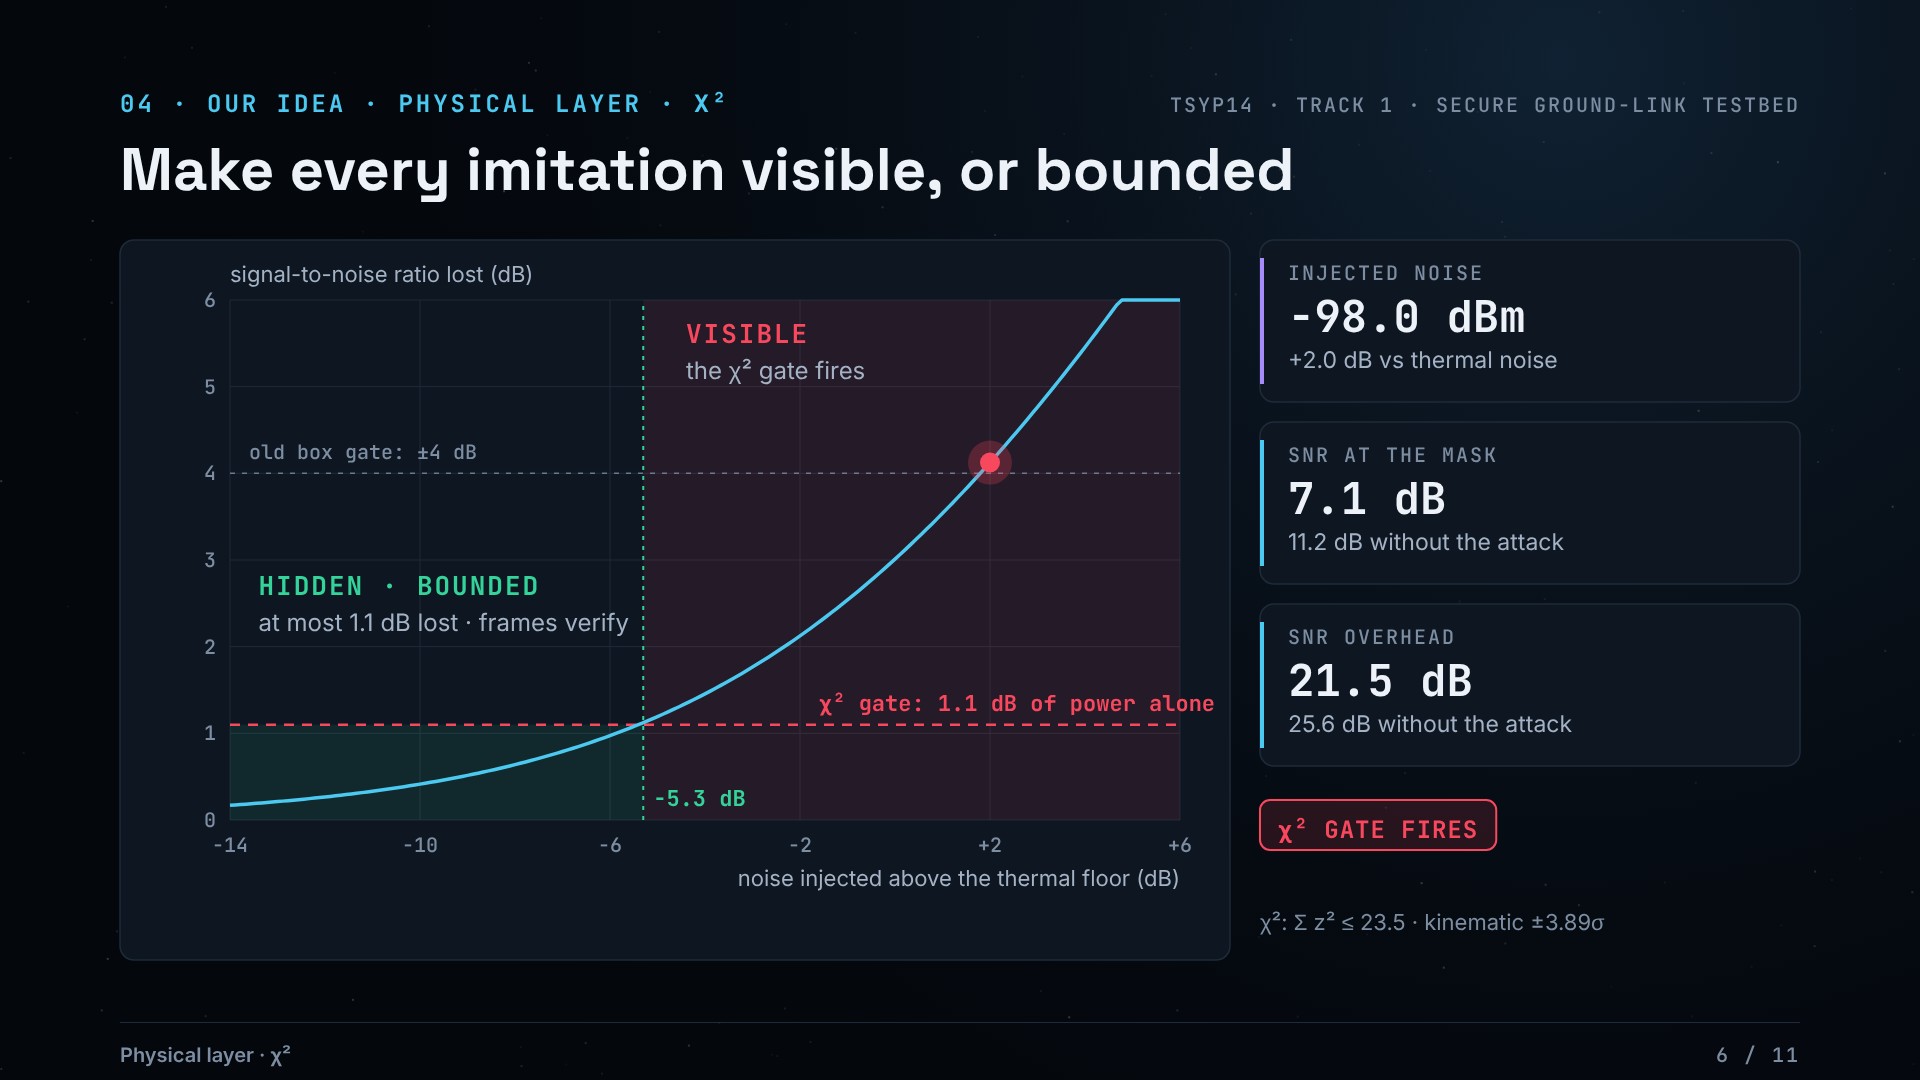 04 · OUR IDEA · PHYSICAL LAYER · X²
TSYP14 · TRACK 1 · SECURE GROUND-LINK TESTBED
Make every imitation visible, or bounded
signal-to-noise ratio lost (dB)
6
VISIBLE
the χ² gate fires
5
old box gate: ±4 dB
4
3
HIDDEN · BOUNDED
at most 1.1 dB lost · frames verify
2
χ² gate: 1.1 dB of power alone
1
-5.3 dB
0
-14
-10
-6
-2
+2
+6
noise injected above the thermal floor (dB)
INJECTED NOISE
-98.0 dBm
+2.0 dB vs thermal noise
SNR AT THE MASK
7.1 dB
11.2 dB without the attack
SNR OVERHEAD
21.5 dB
25.6 dB without the attack
χ² GATE FIRES
χ²: Σ z² ≤ 23.5 · kinematic ±3.89σ
Physical layer · χ²
6 / 11